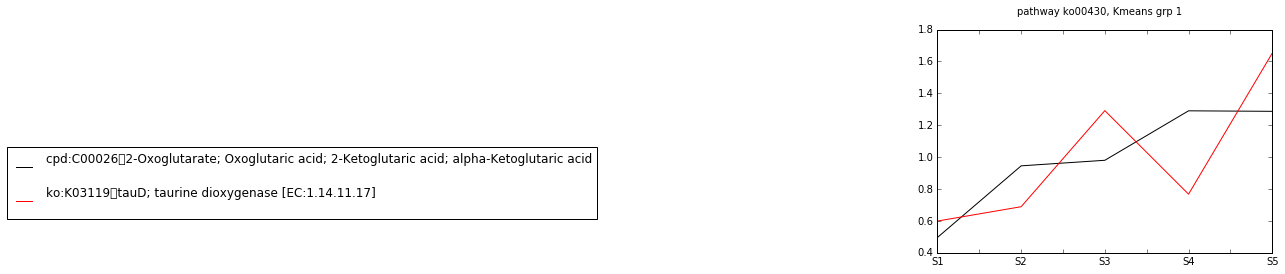 pathway ko00430, Kmeans grp 1
1.8
1.6
1.4
1.2
1.0
0.8
0.6
0.4
S1 S2 S3 S4 S5
cpd:C00026▯2-Oxoglutarate; Oxoglutaric acid; 2-Ketoglutaric acid; alpha-Ketoglutaric acid
ko:K03119▯tauD; taurine dioxygenase [EC:1.14.11.17]